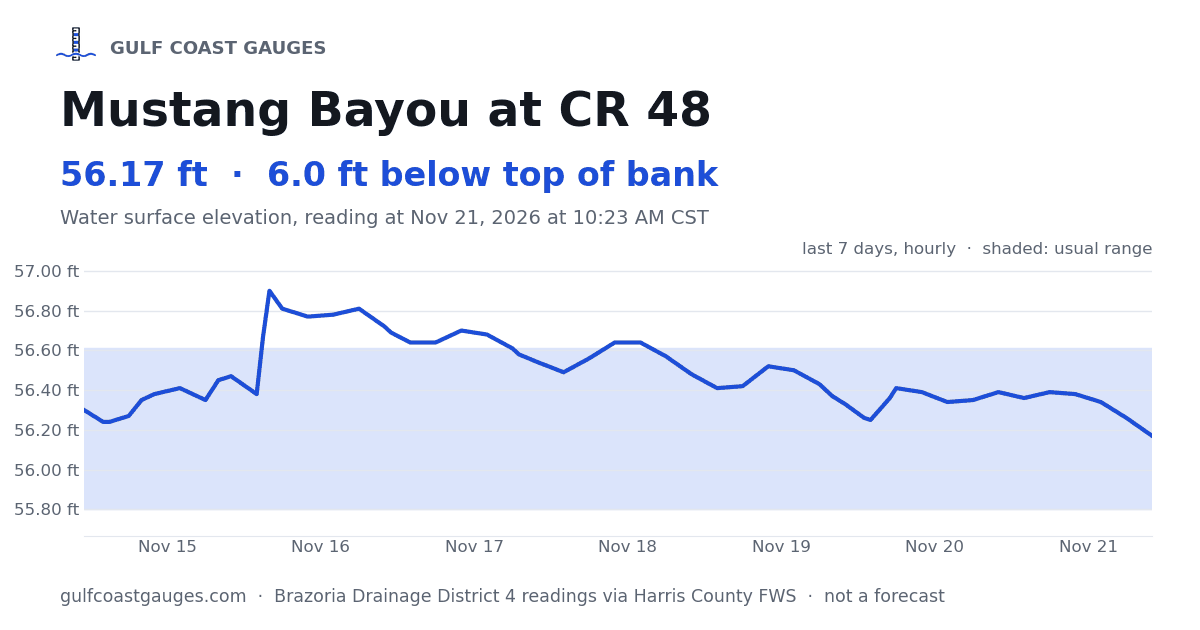 GULF COAST GAUGES
Mustang Bayou at CR 48
56.17 ft · 6.0 ft below top of bank
Water surface elevation, reading at Nov 21, 2026 at 10:23 AM CST
last 7 days, hourly · shaded: usual range
57.00 ft
56.80 ft
56.60 ft
56.40 ft
56.20 ft
56.00 ft
55.80 ft
Nov 15 Nov 16 Nov 17 Nov 18 Nov 19 Nov 20 Nov 21
gulfcoastgauges.com · Brazoria Drainage District 4 readings via Harris County FWS · not a forecast